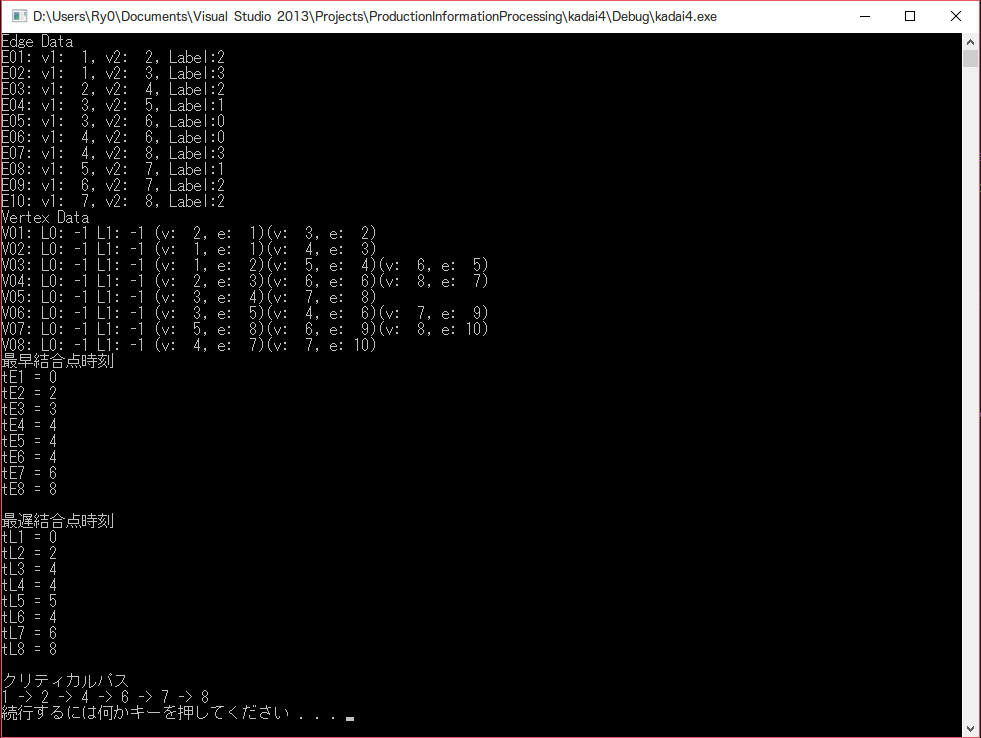 D:\Users\Ry0\Documents\Visual Studio 2013\Projects\ProductionInformationProcessing\kadai4\Debug\kadai4.exe
Edge Data
E01: v1:  1, v2:  2, Label:2
E02: v1:  1, v2:  3, Label:3
E03: v1:  2, v2:  4, Label:2
E04: v1:  3, v2:  5, Label:1
E05: v1:  3, v2:  6, Label:0
E06: v1:  4, v2:  6, Label:0
E07: v1:  4, v2:  8, Label:3
E08: v1:  5, v2:  7, Label:1
E09: v1:  6, v2:  7, Label:2
E10: v1:  7, v2:  8, Label:2
Vertex Data
V01: L0: -1 L1: -1 (v:  2, e:  1)(v:  3, e:  2)
V02: L0: -1 L1: -1 (v:  1, e:  1)(v:  4, e:  3)
V03: L0: -1 L1: -1 (v:  1, e:  2)(v:  5, e:  4)(v:  6, e:  5)
V04: L0: -1 L1: -1 (v:  2, e:  3)(v:  6, e:  6)(v:  8, e:  7)
V05: L0: -1 L1: -1 (v:  3, e:  4)(v:  7, e:  8)
V06: L0: -1 L1: -1 (v:  3, e:  5)(v:  4, e:  6)(v:  7, e:  9)
V07: L0: -1 L1: -1 (v:  5, e:  8)(v:  6, e:  9)(v:  8, e: 10)
V08: L0: -1 L1: -1 (v:  4, e:  7)(v:  7, e: 10)
最早結合点時刻
tE1 = 0
tE2 = 2
tE3 = 3
tE4 = 4
tE5 = 4
tE6 = 4
tE7 = 6
tE8 = 8
最遅結合点時刻
tL1 = 0
tL2 = 2
tL3 = 4
tL4 = 4
tL5 = 5
tL6 = 4
tL7 = 6
tL8 = 8
クリティカルパス
1 -> 2 -> 4 -> 6 -> 7 -> 8
続行するには何かキーを押してください . . .